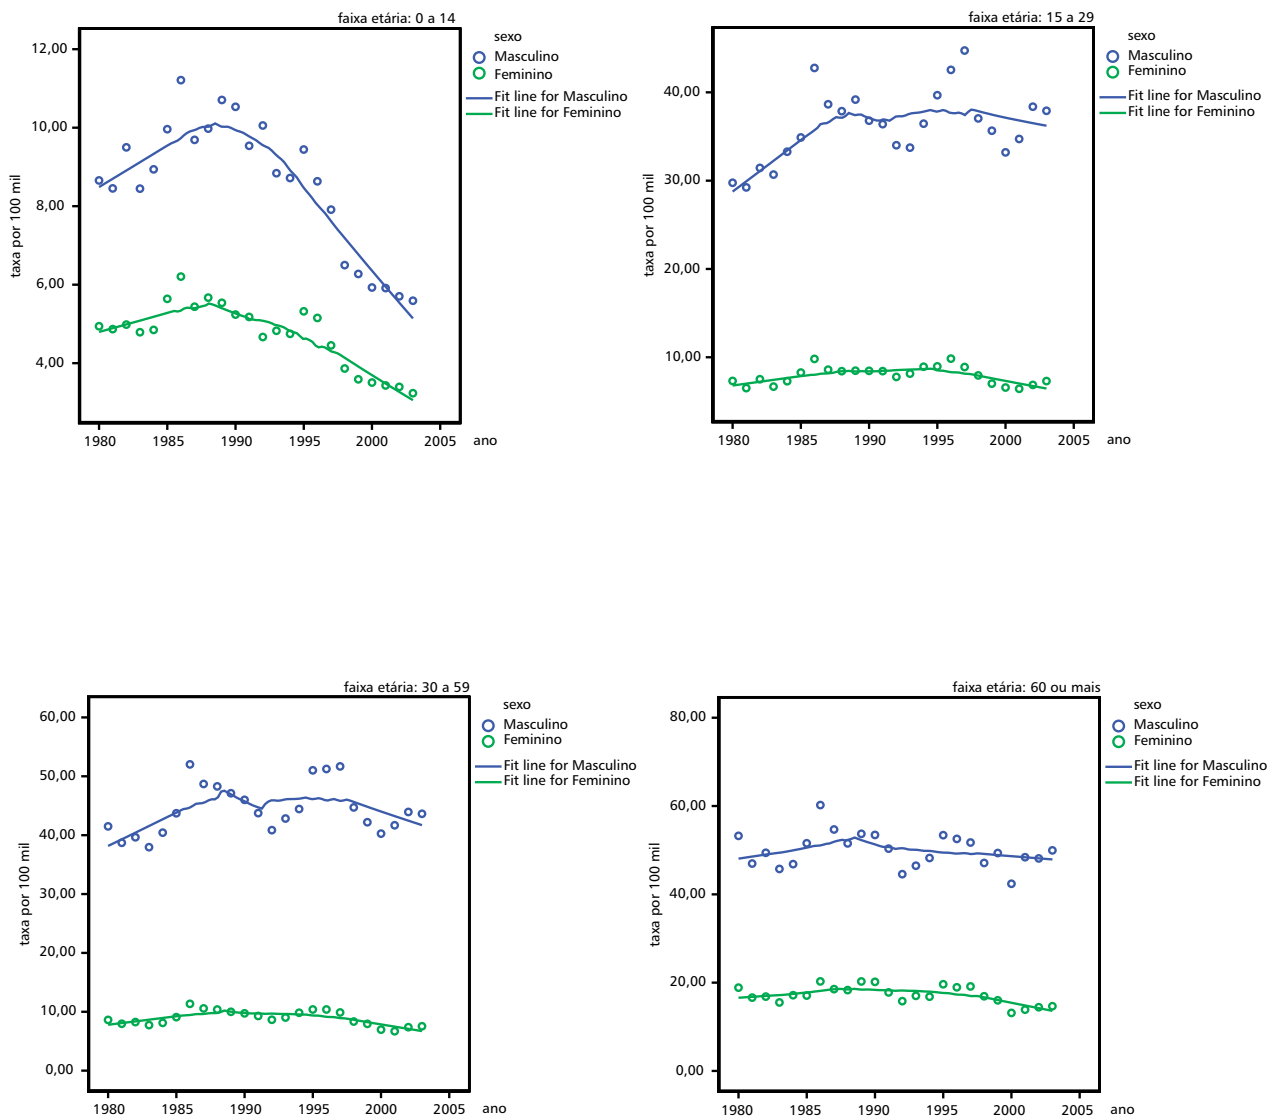 faixa etária: 0 a 14
sexo
Masculino
Feminino
Fit line for Masculino
Fit line for Feminino
12,00
10,00
8,00
6,00
4,00
taxa por 100 mil
1980 1985 1990 1995 2000 2005 ano
faixa etária: 15 a 29
sexo
Masculino
Feminino
Fit line for Masculino
Fit line for Feminino
40,00
30,00
20,00
10,00
taxa por 100 mil
1980 1985 1990 1995 2000 2005 ano
faixa etária: 30 a 59
sexo
Masculino
Feminino
Fit line for Masculino
Fit line for Feminino
60,00
50,00
40,00
30,00
20,00
10,00
0,00
taxa por 100 mil
1980 1985 1990 1995 2000 2005 ano
faixa etária: 60 ou mais
sexo
Masculino
Feminino
Fit line for Masculino
Fit line for Feminino
80,00
60,00
40,00
20,00
0,00
taxa por 100 mil
1980 1985 1990 1995 2000 2005 ano